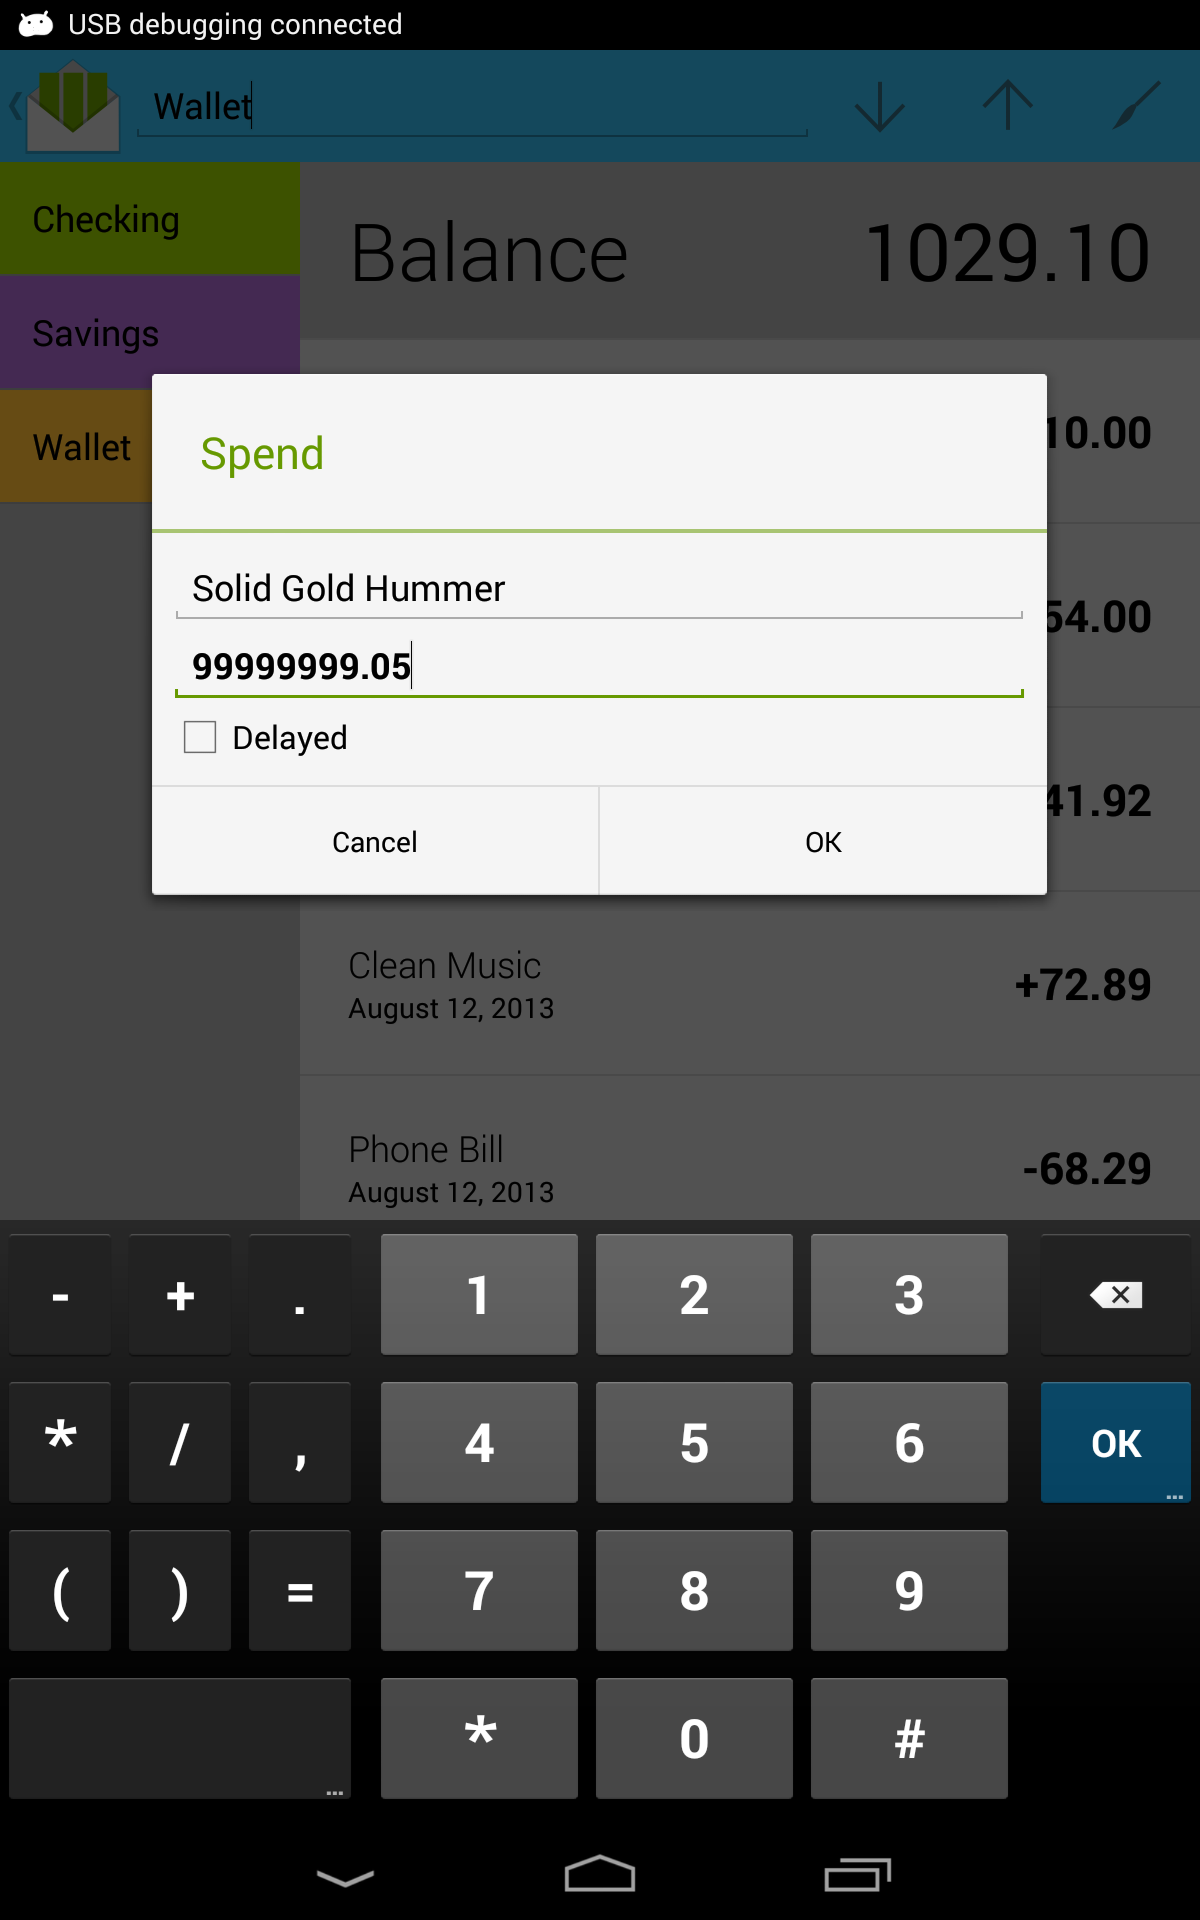 USB debugging connected
Wallet
Checking
Balance 1029.10
Savings
Wallet
10.00
Spend
Solid Gold Hummer
54.00
99999999.05
Delayed
41.92
Cancel OK
Clean Music
August 12, 2013
+72.89
Phone Bill
August 12, 2013
-68.29
- + . 1 2 3
* / , 4 5 6 OK
( ) = 7 8 9
* 0 #